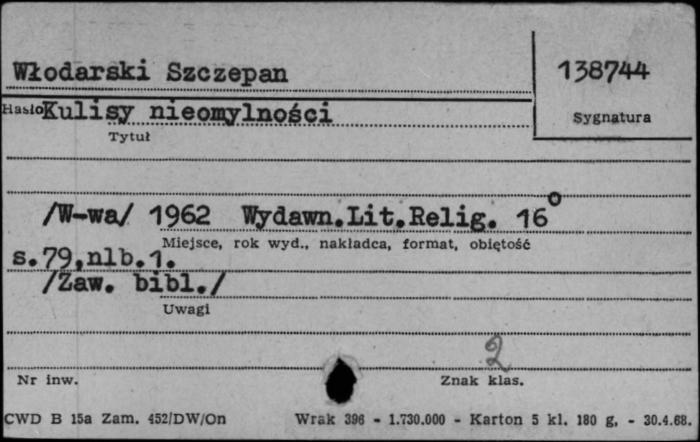 Włodarski Szczepan
138744
Hasło Kulisy nieomylności
Sygnatura
Tytuł
/W-wa/ 1962 Wydawn.Lit.Relig. 16°
Miejsce, rok wyd., nakładca, format, obiętość
s.79,nlb.1.
/Zaw. bibl./
Uwagi
2
Nr inw.
Znak klas.
CWD B 15a Zam. 452/DW/On Wrak 396 - 1.730.000 - Karton 5 kl. 180 g. - 30.4.68.